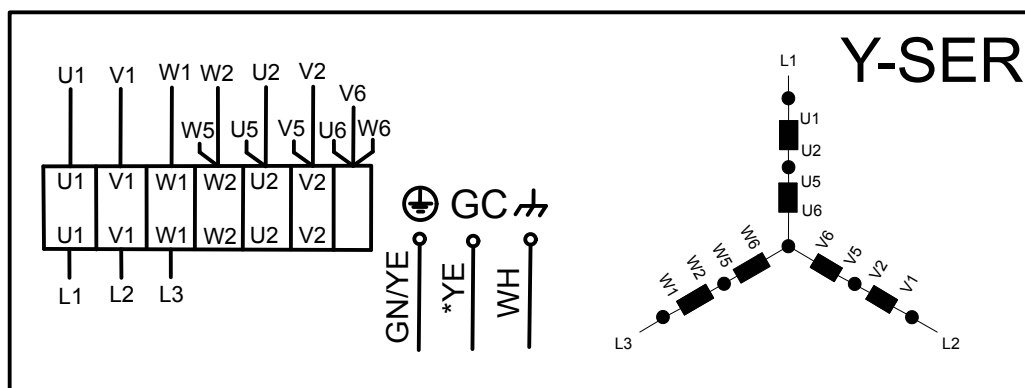 Y-SER
U1 V1 W1 W2 U2 V2 V6
W5 U5 V5 U6 W6
U1 V1 W1 W2 U2 V2
U1 V1 W1 W2 U2 V2
L1 L2 L3
GC
GN/YE *YE WH
L1
U1
U2
U5
U6
W1 W2 W5 W6
V6 V5 V2 V1
L3 L2